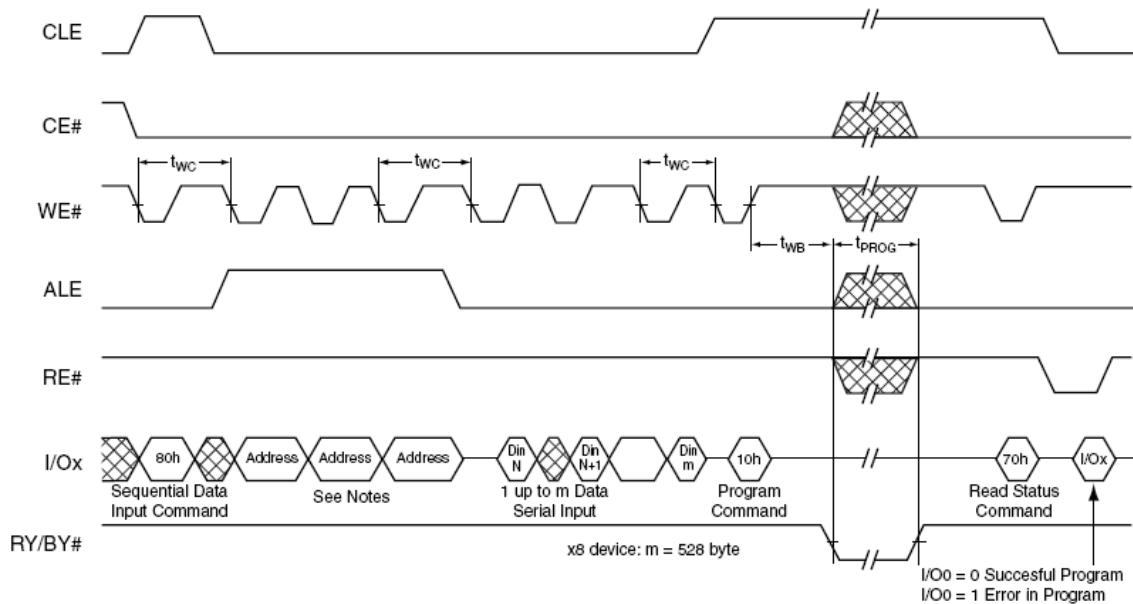 CLE
CE#
tWC
tWC
tWC
WE#
tWB
tPROG
ALE
RE#
I/Ox
80h
Address
Address
Address
Din
N
Din
N+1
Din
m
10h
70h
I/Ox
Sequential Data
Input Command
See Notes
1 up to m Data
Serial Input
Program
Command
Read Status
Command
RY/BY#
x8 device: m = 528 byte
I/O0 = 0 Succesful Program
I/O0 = 1 Error in Program